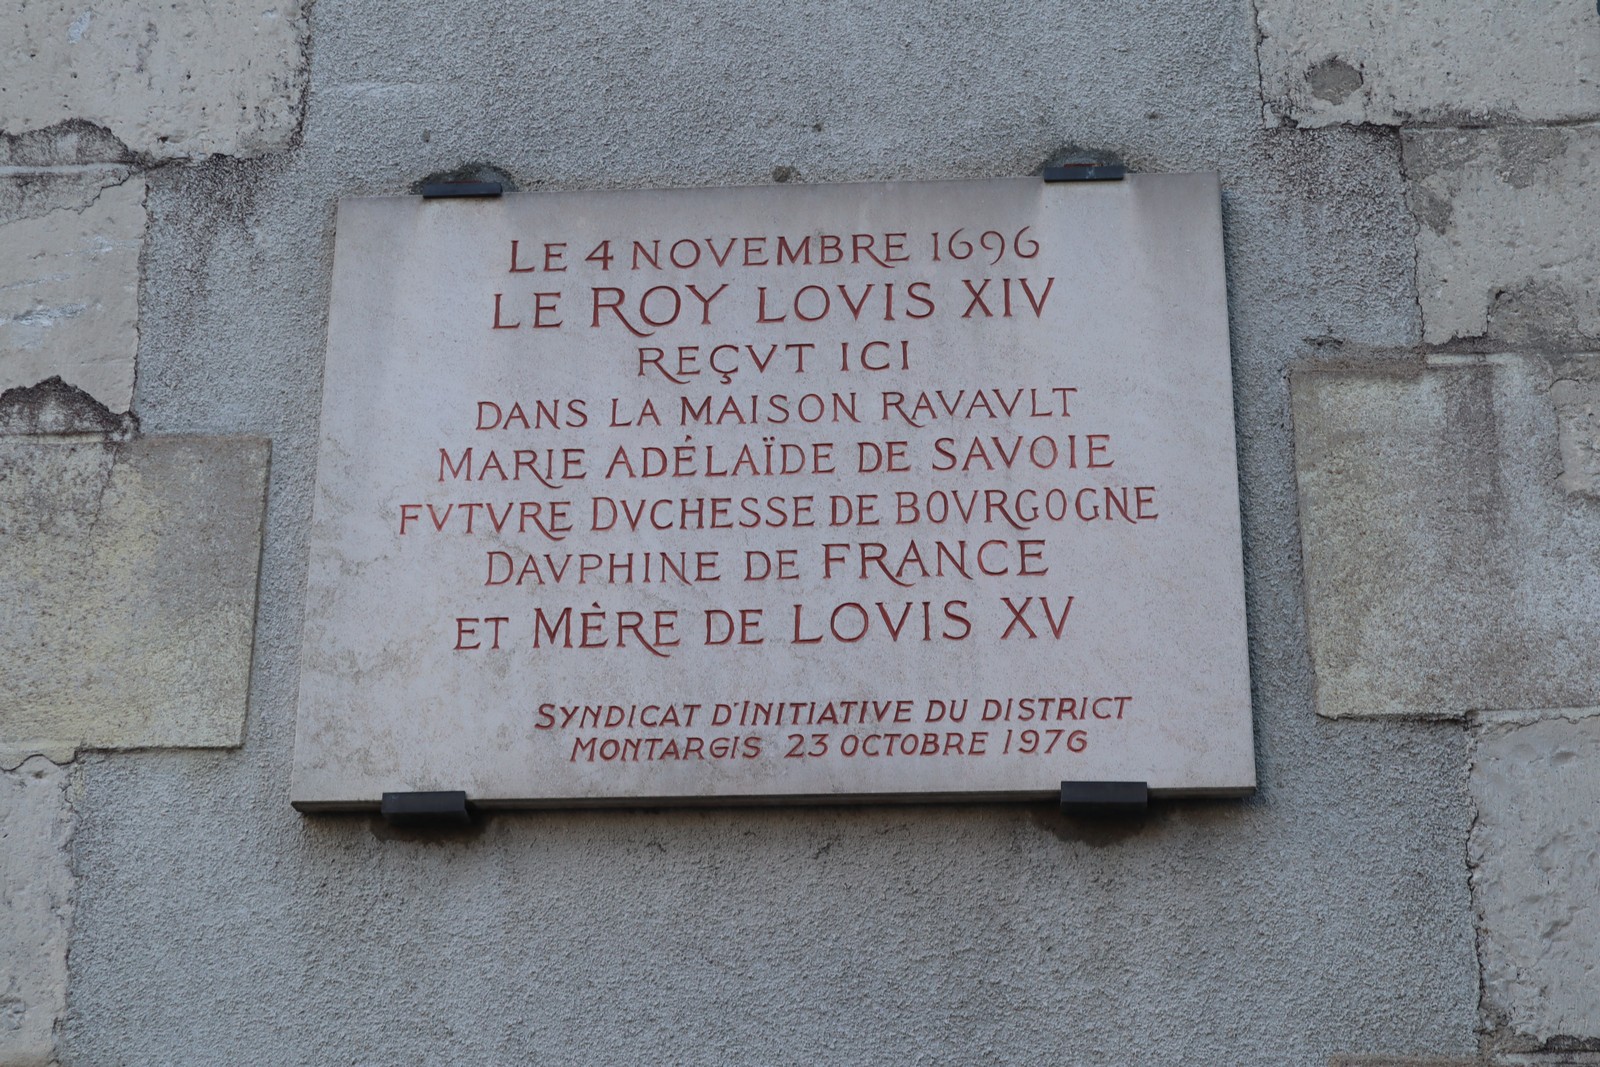 LE 4 NOVEMBRE 1696
LE ROY LOVIS XIV
REÇVT ICI
DANS LA MAISON RAVAVLT
MARIE ADÉLAÏDE DE SAVOIE
FVTVRE DVCHESSE DE BOVRGOGNE
DAVPHINE DE FRANCE
ET MÈRE DE LOVIS XV
SYNDICAT D'INITIATIVE DU DISTRICT
MONTARGIS 23 OCTOBRE 1976